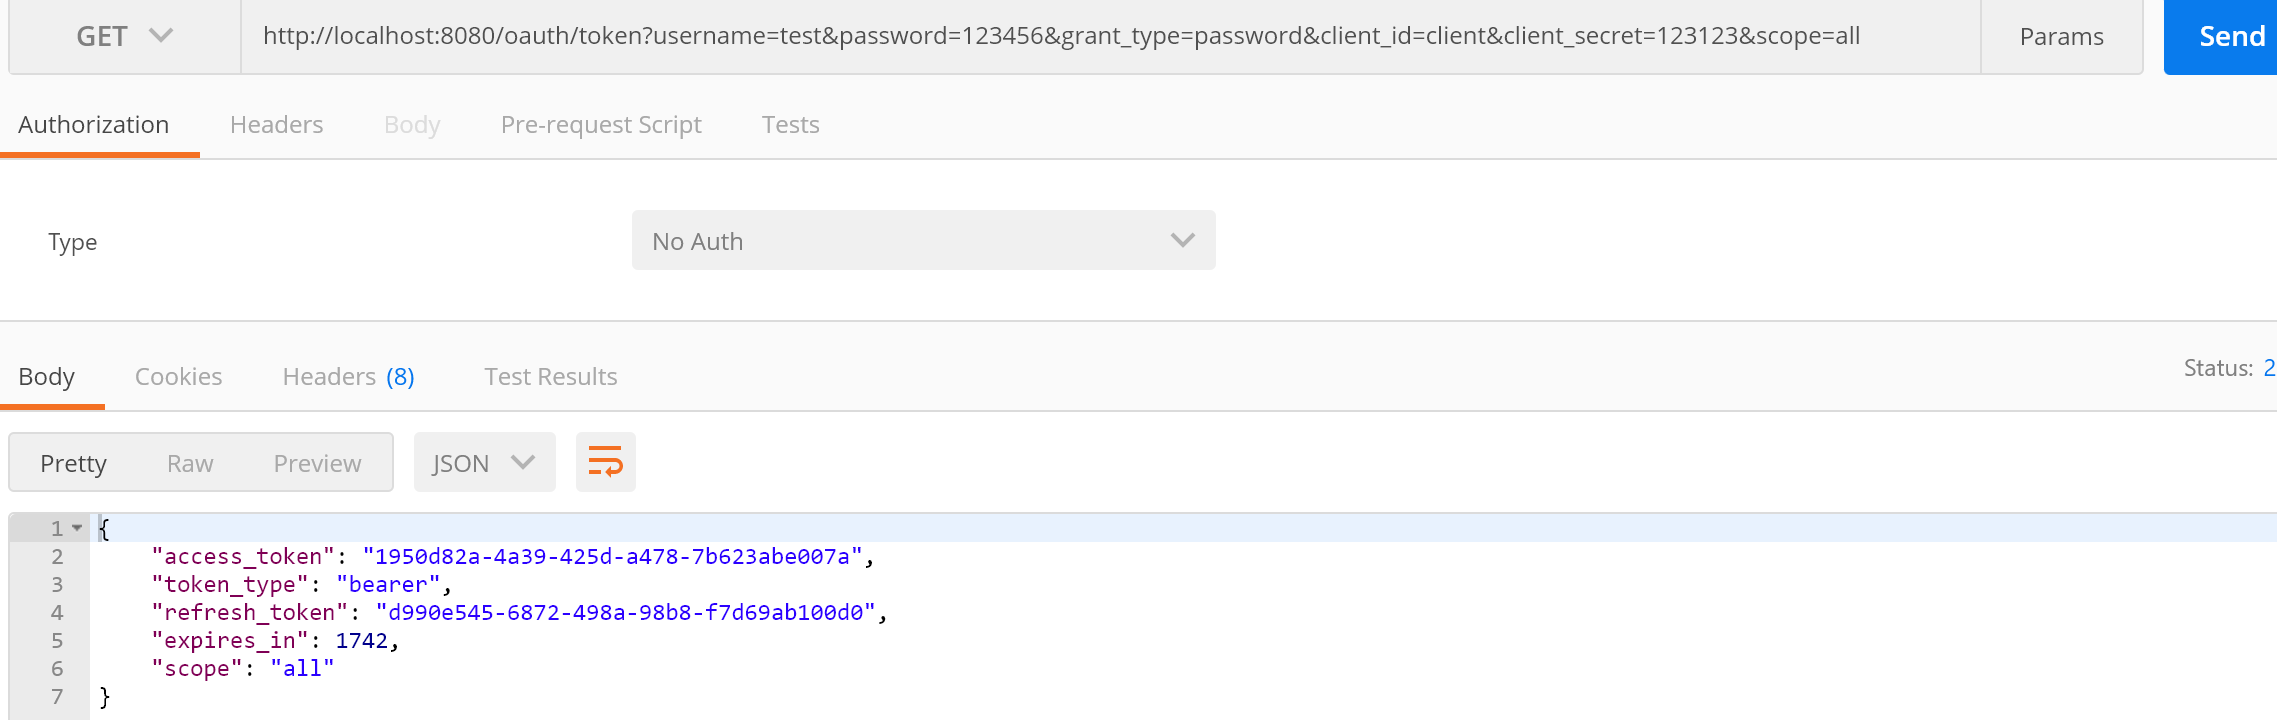 GET http://localhost:8080/oauth/token?username=test&password=123456&grant_type=password&client_id=client&client_secret=123123&scope=all Params Send
Authorization Headers Body Pre-request Script Tests
Type No Auth
Body Cookies Headers (8) Test Results Status: 2
Pretty Raw Preview JSON
1 {
2 "access_token": "1950d82a-4a39-425d-a478-7b623abe007a",
3 "token_type": "bearer",
4 "refresh_token": "d990e545-6872-498a-98b8-f7d69ab100d0",
5 "expires_in": 1742,
6 "scope": "all"
7 }